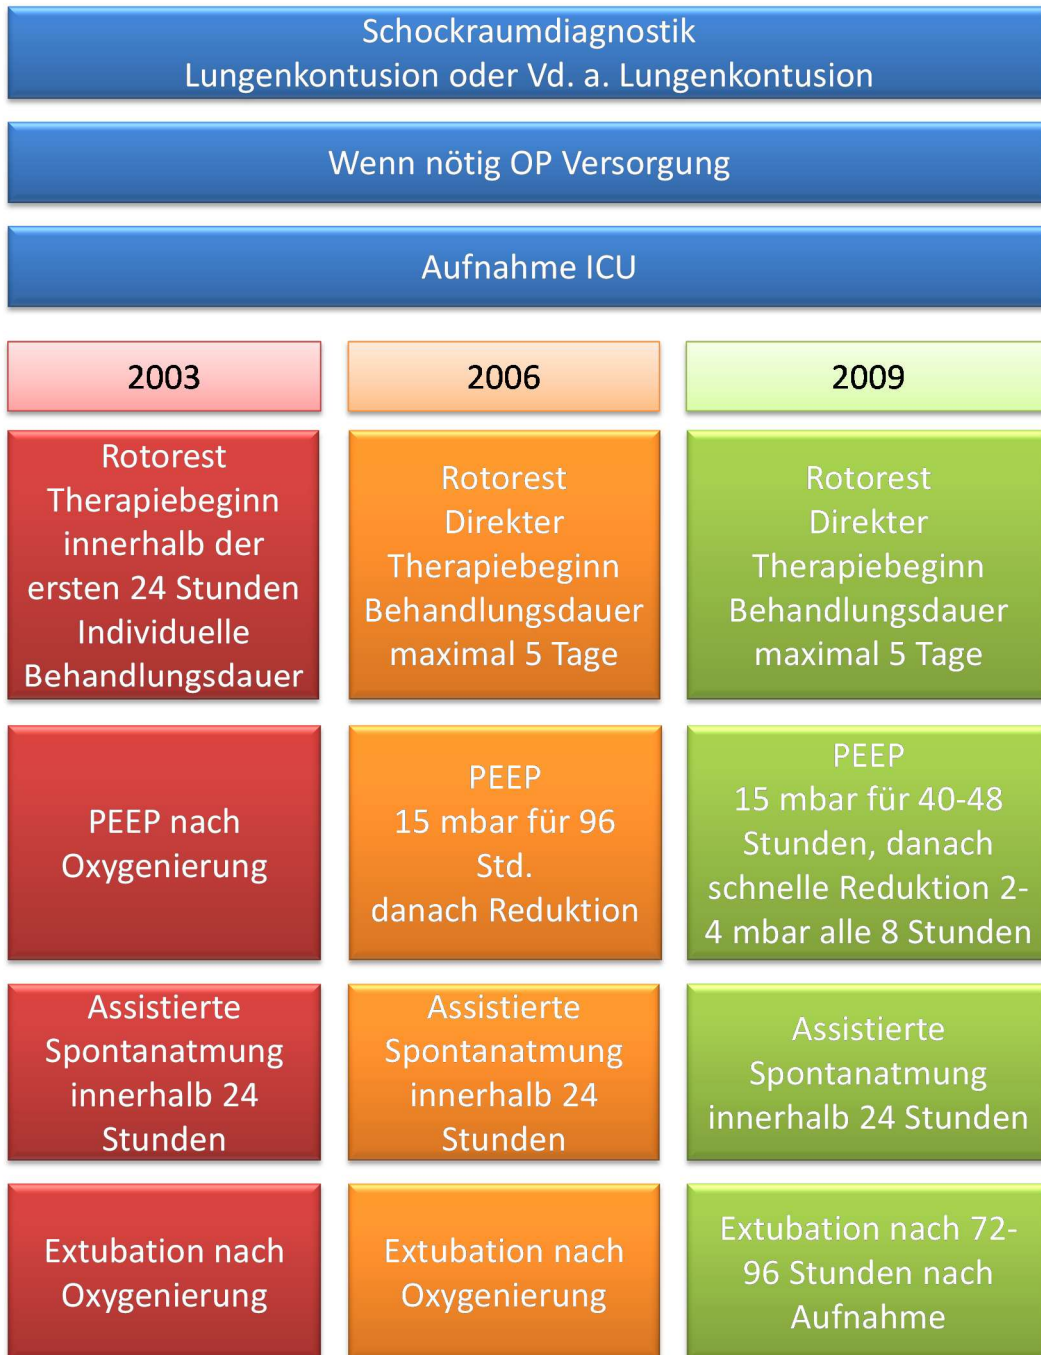 Schockraumdiagnostik
Lungenkontusion oder Vd. a. Lungenkontusion
Wenn nötig OP Versorgung
Aufnahme ICU
2003
2006
2009
Rotorest
Therapiebeginn
innerhalb der
ersten 24 Stunden
Individuelle
Behandlungsdauer
Rotorest
Direkter
Therapiebeginn
Behandlungsdauer
maximal 5 Tage
Rotorest
Direkter
Therapiebeginn
Behandlungsdauer
maximal 5 Tage
PEEP nach
Oxygenierung
PEEP
15 mbar für 96
Std.
danach Reduktion
PEEP
15 mbar für 40-48
Stunden, danach
schnelle Reduktion 2-
4 mbar alle 8 Stunden
Assistierte
Spontanatmung
innerhalb 24
Stunden
Assistierte
Spontanatmung
innerhalb 24
Stunden
Assistierte
Spontanatmung
innerhalb 24 Stunden
Extubation nach
Oxygenierung
Extubation nach
Oxygenierung
Extubation nach 72-
96 Stunden nach
Aufnahme